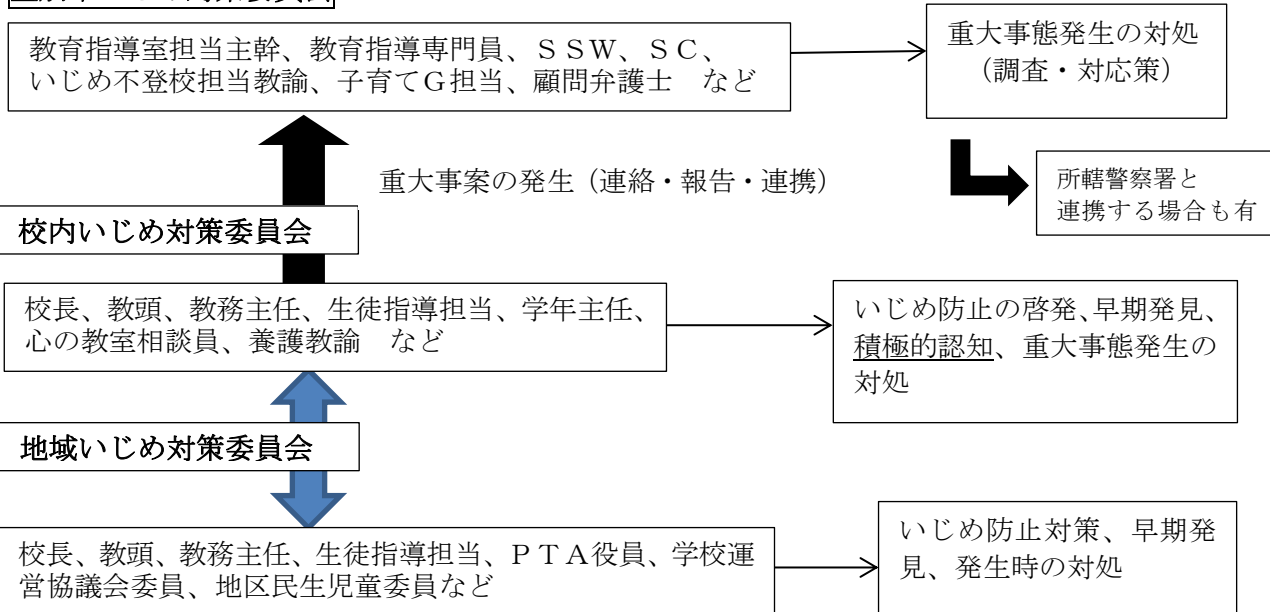 教育指導室担当主幹、教育指導専門員、ＳＳＷ、ＳＣ、
いじめ不登校担当教諭、子育てＧ担当、顧問弁護士　など
重大事態発生の対処
（調査・対応策）
重大事案の発生（連絡・報告・連携）
所轄警察署と
連携する場合も有
校内いじめ対策委員会
校長、教頭、教務主任、生徒指導担当、学年主任、
心の教室相談員、養護教諭　など
いじめ防止の啓発、早期発見、
積極的認知、重大事態発生の
対処
地域いじめ対策委員会
校長、教頭、教務主任、生徒指導担当、ＰＴＡ役員、学校運
営協議会委員、地区民生児童委員など
いじめ防止対策、早期発
見、発生時の対処